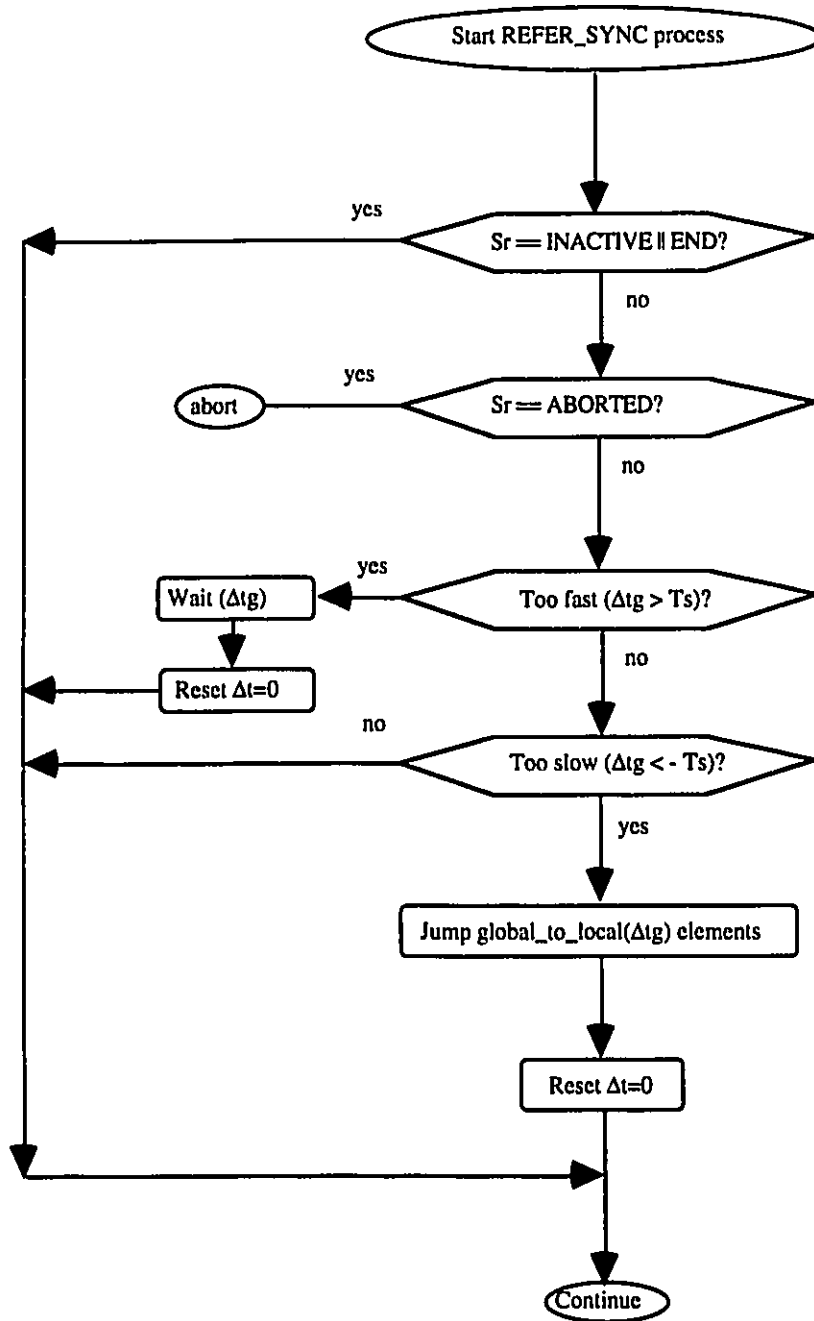 Start REFER_SYNC process
yes
Sr == INACTIVE || END?
no
yes
abort
Sr == ABORTED?
no
yes
Wait (Δtg)
Too fast (Δtg > Ts)?
no
Reset Δt=0
no
Too slow (Δtg < - Ts)?
yes
Jump global_to_local(Δtg) elements
Reset Δt=0
Continue